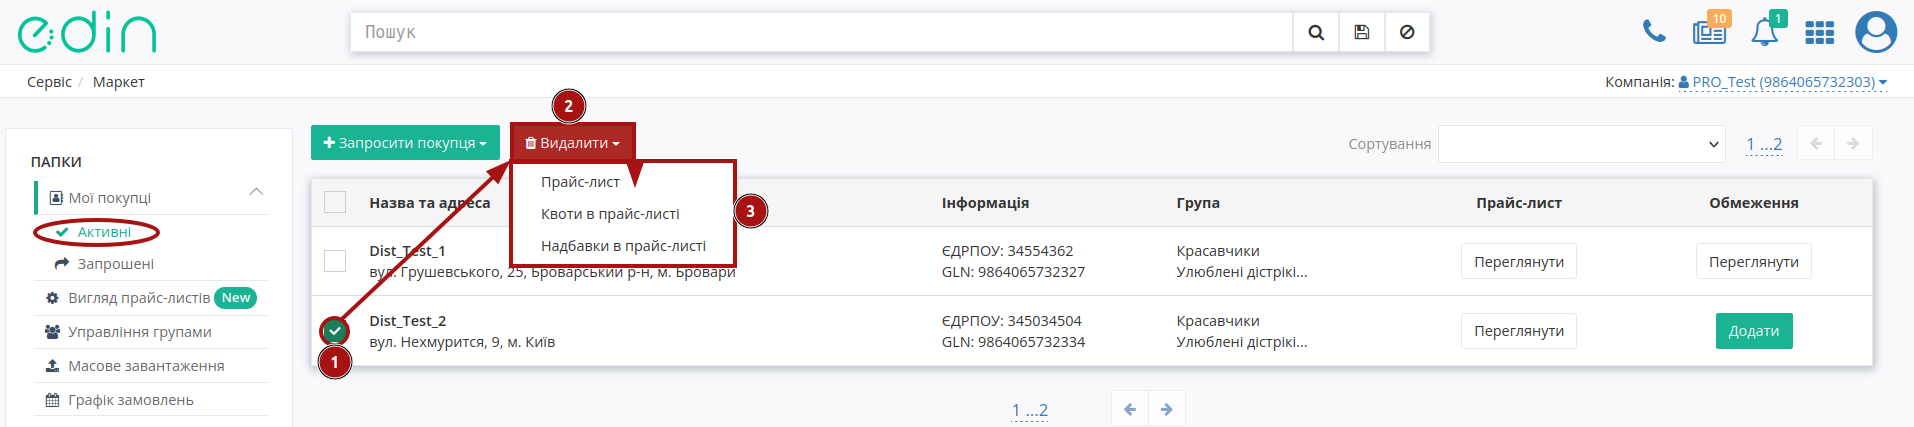 edin
Пошук
10
1
Сервіс / Маркет
Компанія: PRO_Test (9864065732303)
2
Запросити покупця
Видалити
Сортування
1 ...2
ПАПКИ
Мої покупці
Активні
Запрошені
Вигляд прайс-листів New
Управління групами
Масове завантаження
Графік замовлень
Прайс-лист
Квоти в прайс-листі
Надбавки в прайс-листі
3
Назва та адреса Інформація Група Прайс-лист Обмеження
Dist_Test_1 ЄДРПОУ: 34554362 Красавчики Переглянути Переглянути
вул. Грушевського, 25, Броварський р-н, м. Бровари GLN: 9864065732327 Улюблені дістрікі...
Dist_Test_2 ЄДРПОУ: 345034504 Красавчики Переглянути Додати
вул. Нехмурится, 9, м. Київ GLN: 9864065732334 Улюблені дістрікі...
1
1 ...2